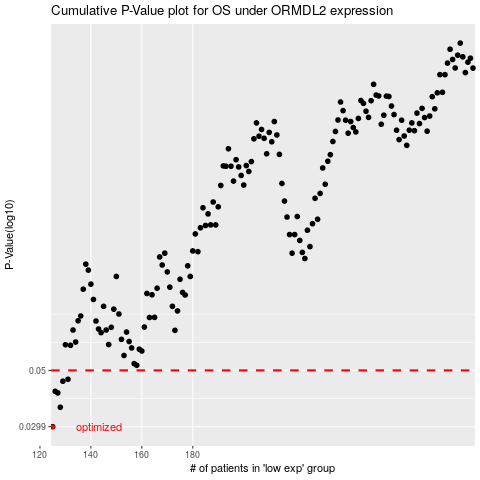 Cumulative P-Value plot for OS under ORMDL2 expression
P-Value(log10)
0.05
0.0299
optimized
120 140 160 180
# of patients in 'low exp' group